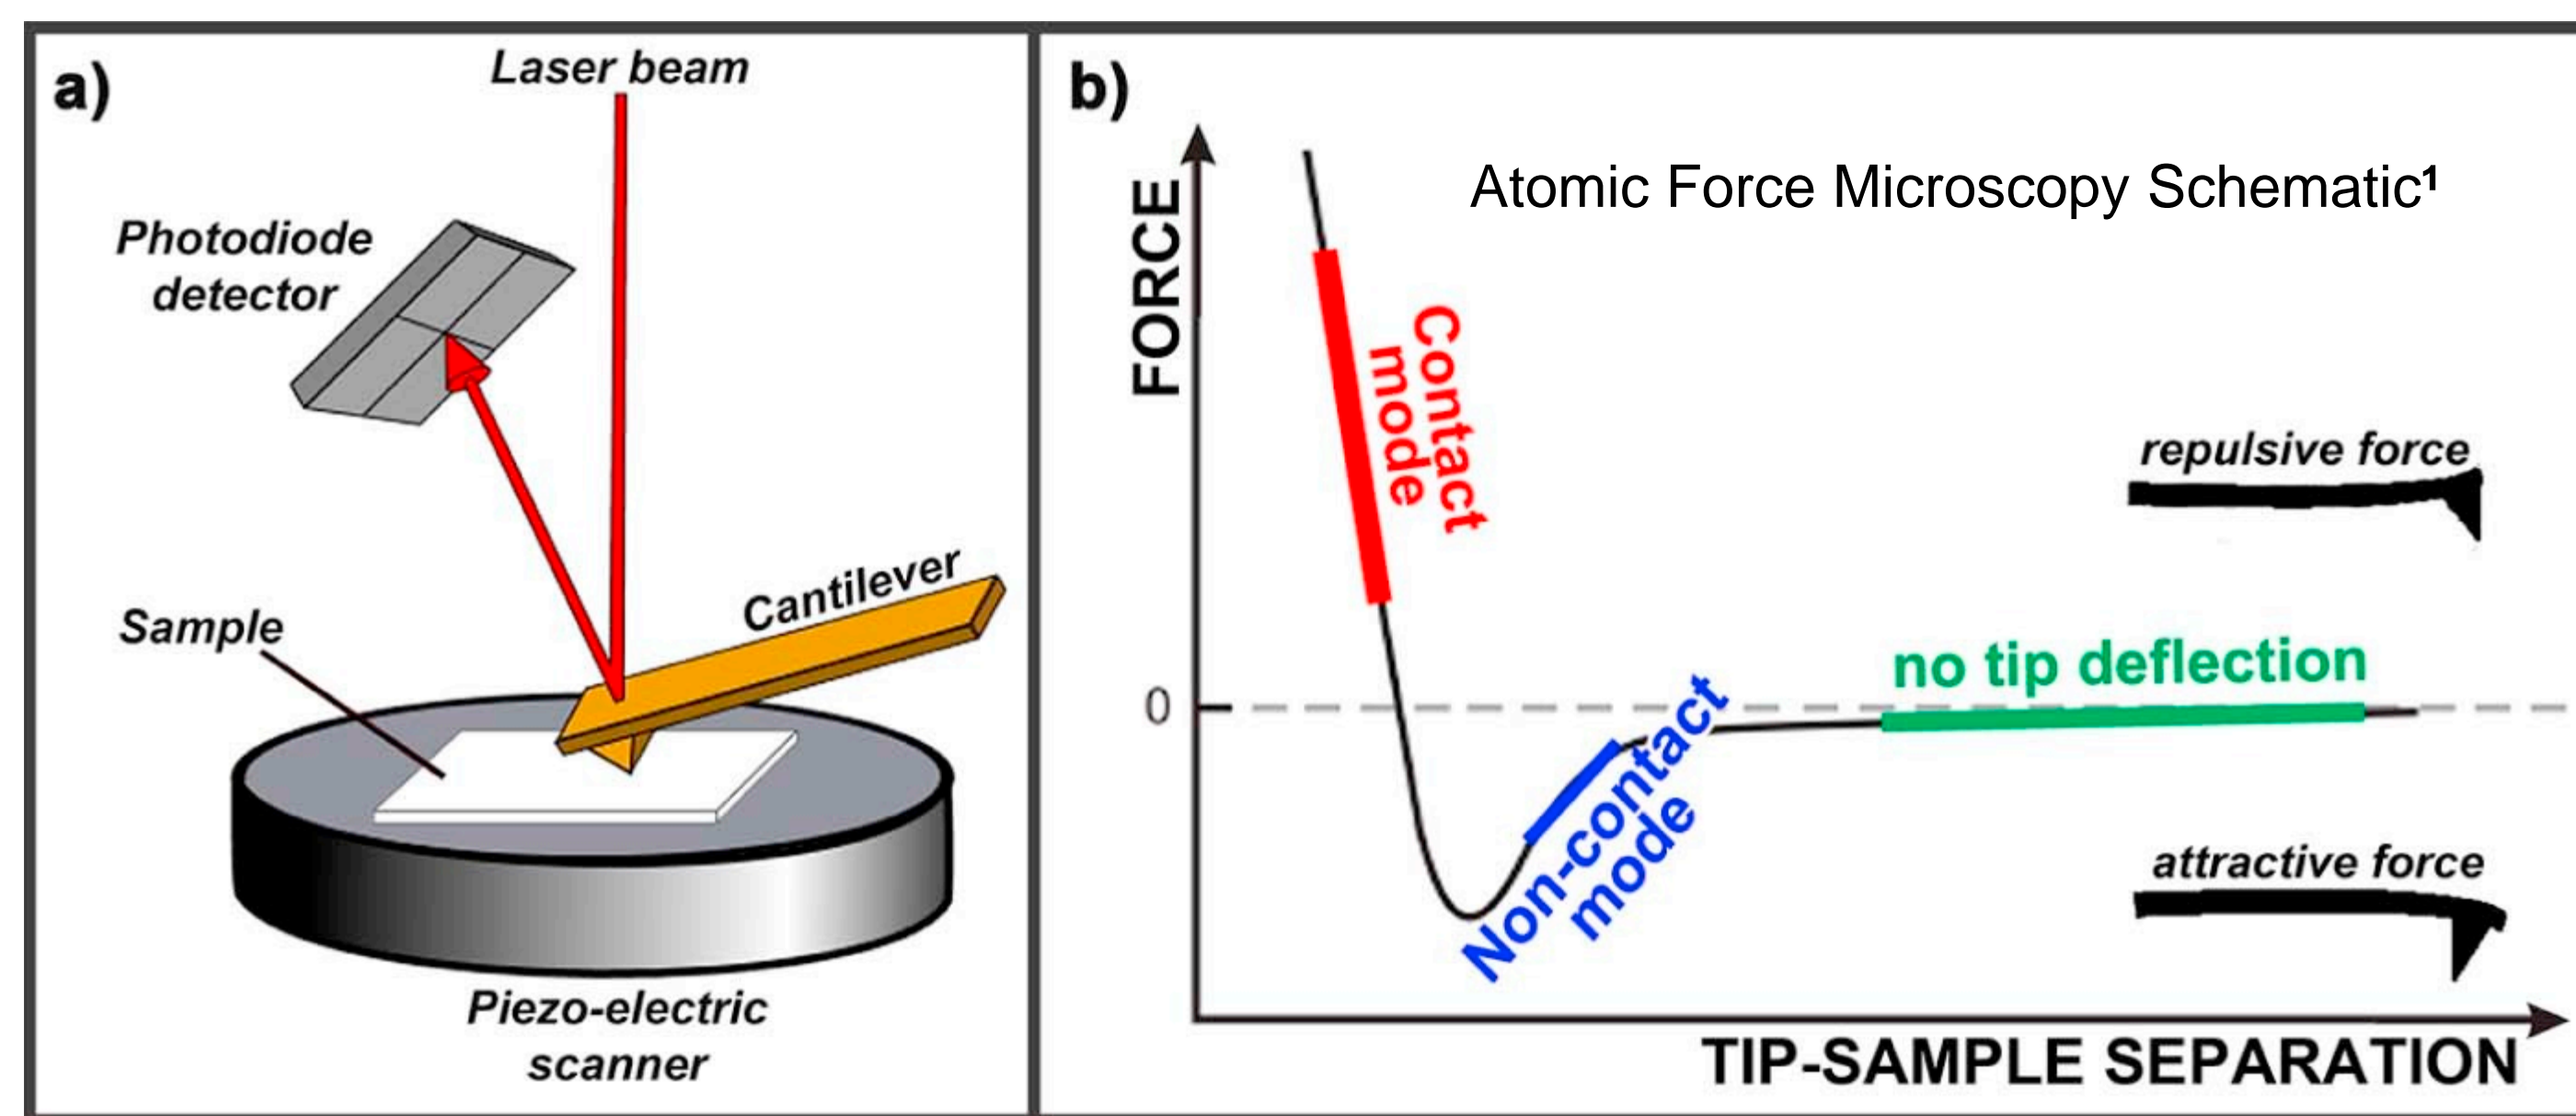 a)
Laser beam
Photodiode
detector
Sample
Cantilever
Piezo-electric
scanner
b)
Atomic Force Microscopy Schematic¹
FORCE
Contact
mode
repulsive force
no tip deflection
0
Non-contact
mode
attractive force
TIP-SAMPLE SEPARATION